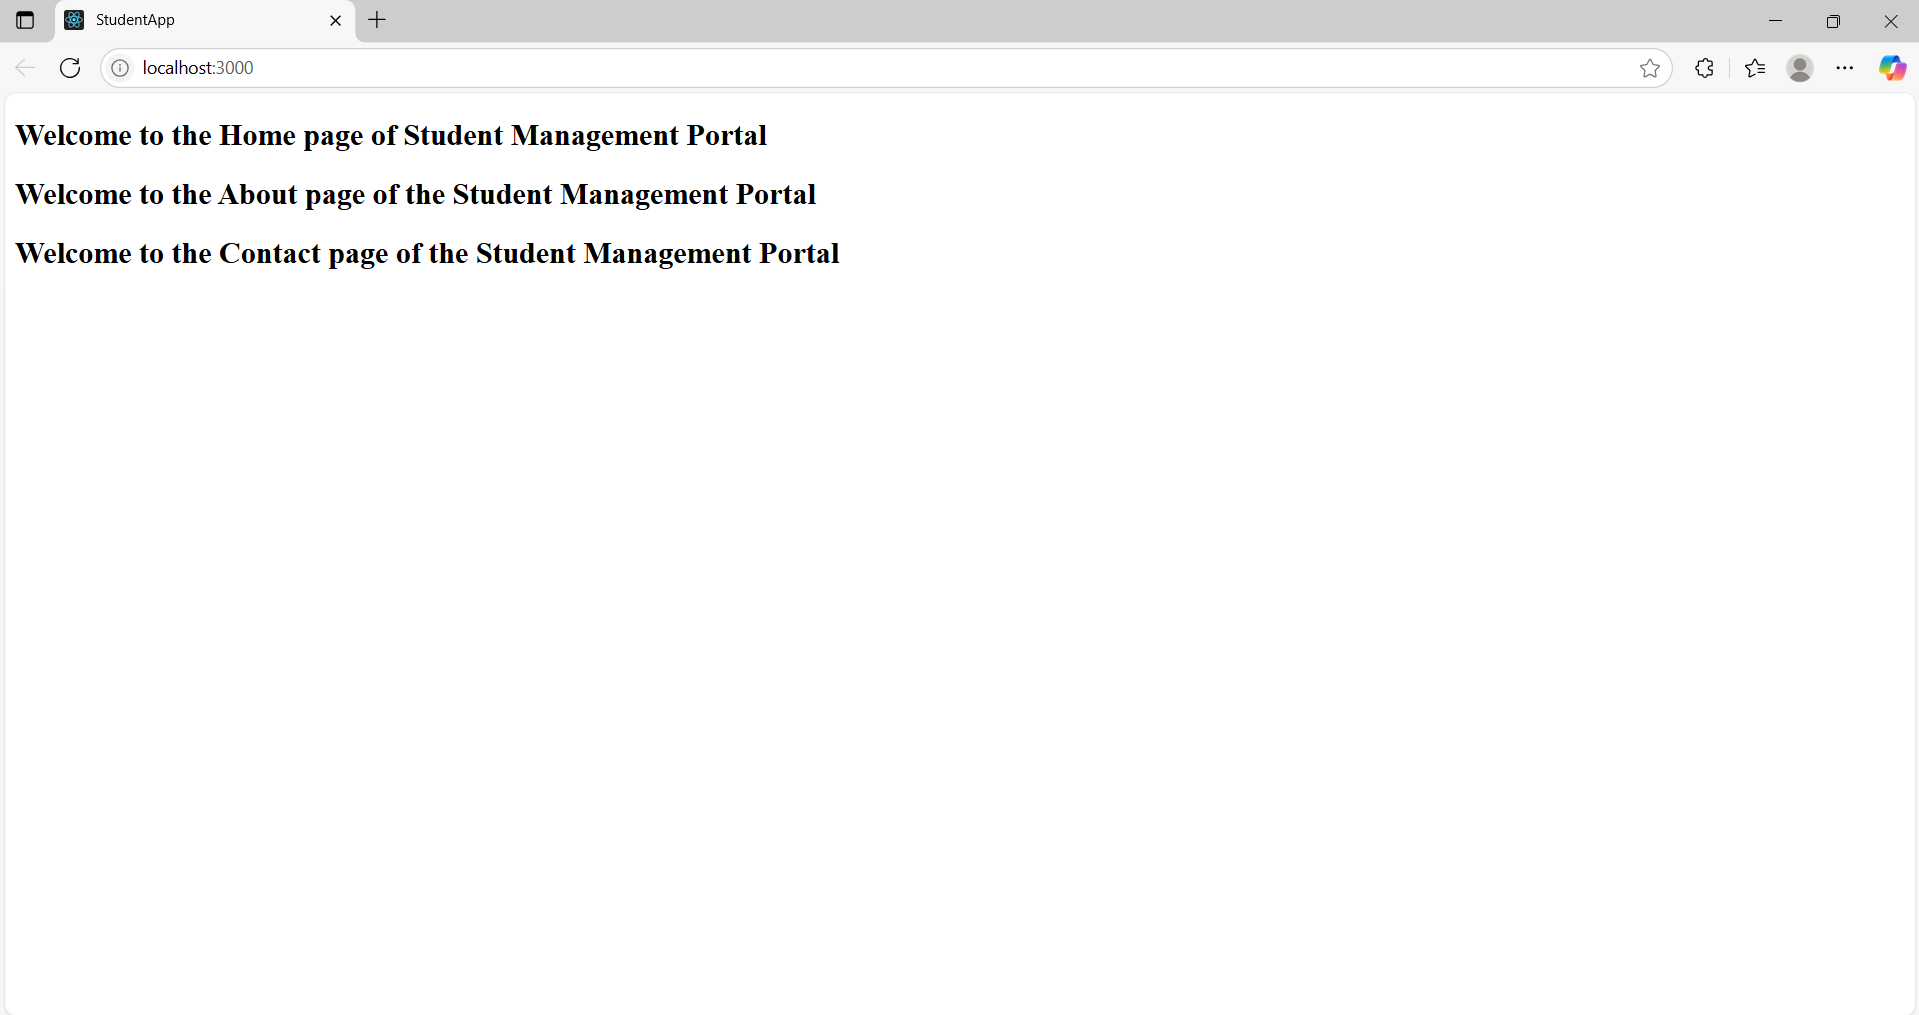 StudentApp
localhost:3000
Welcome to the Home page of Student Management Portal
Welcome to the About page of the Student Management Portal
Welcome to the Contact page of the Student Management Portal